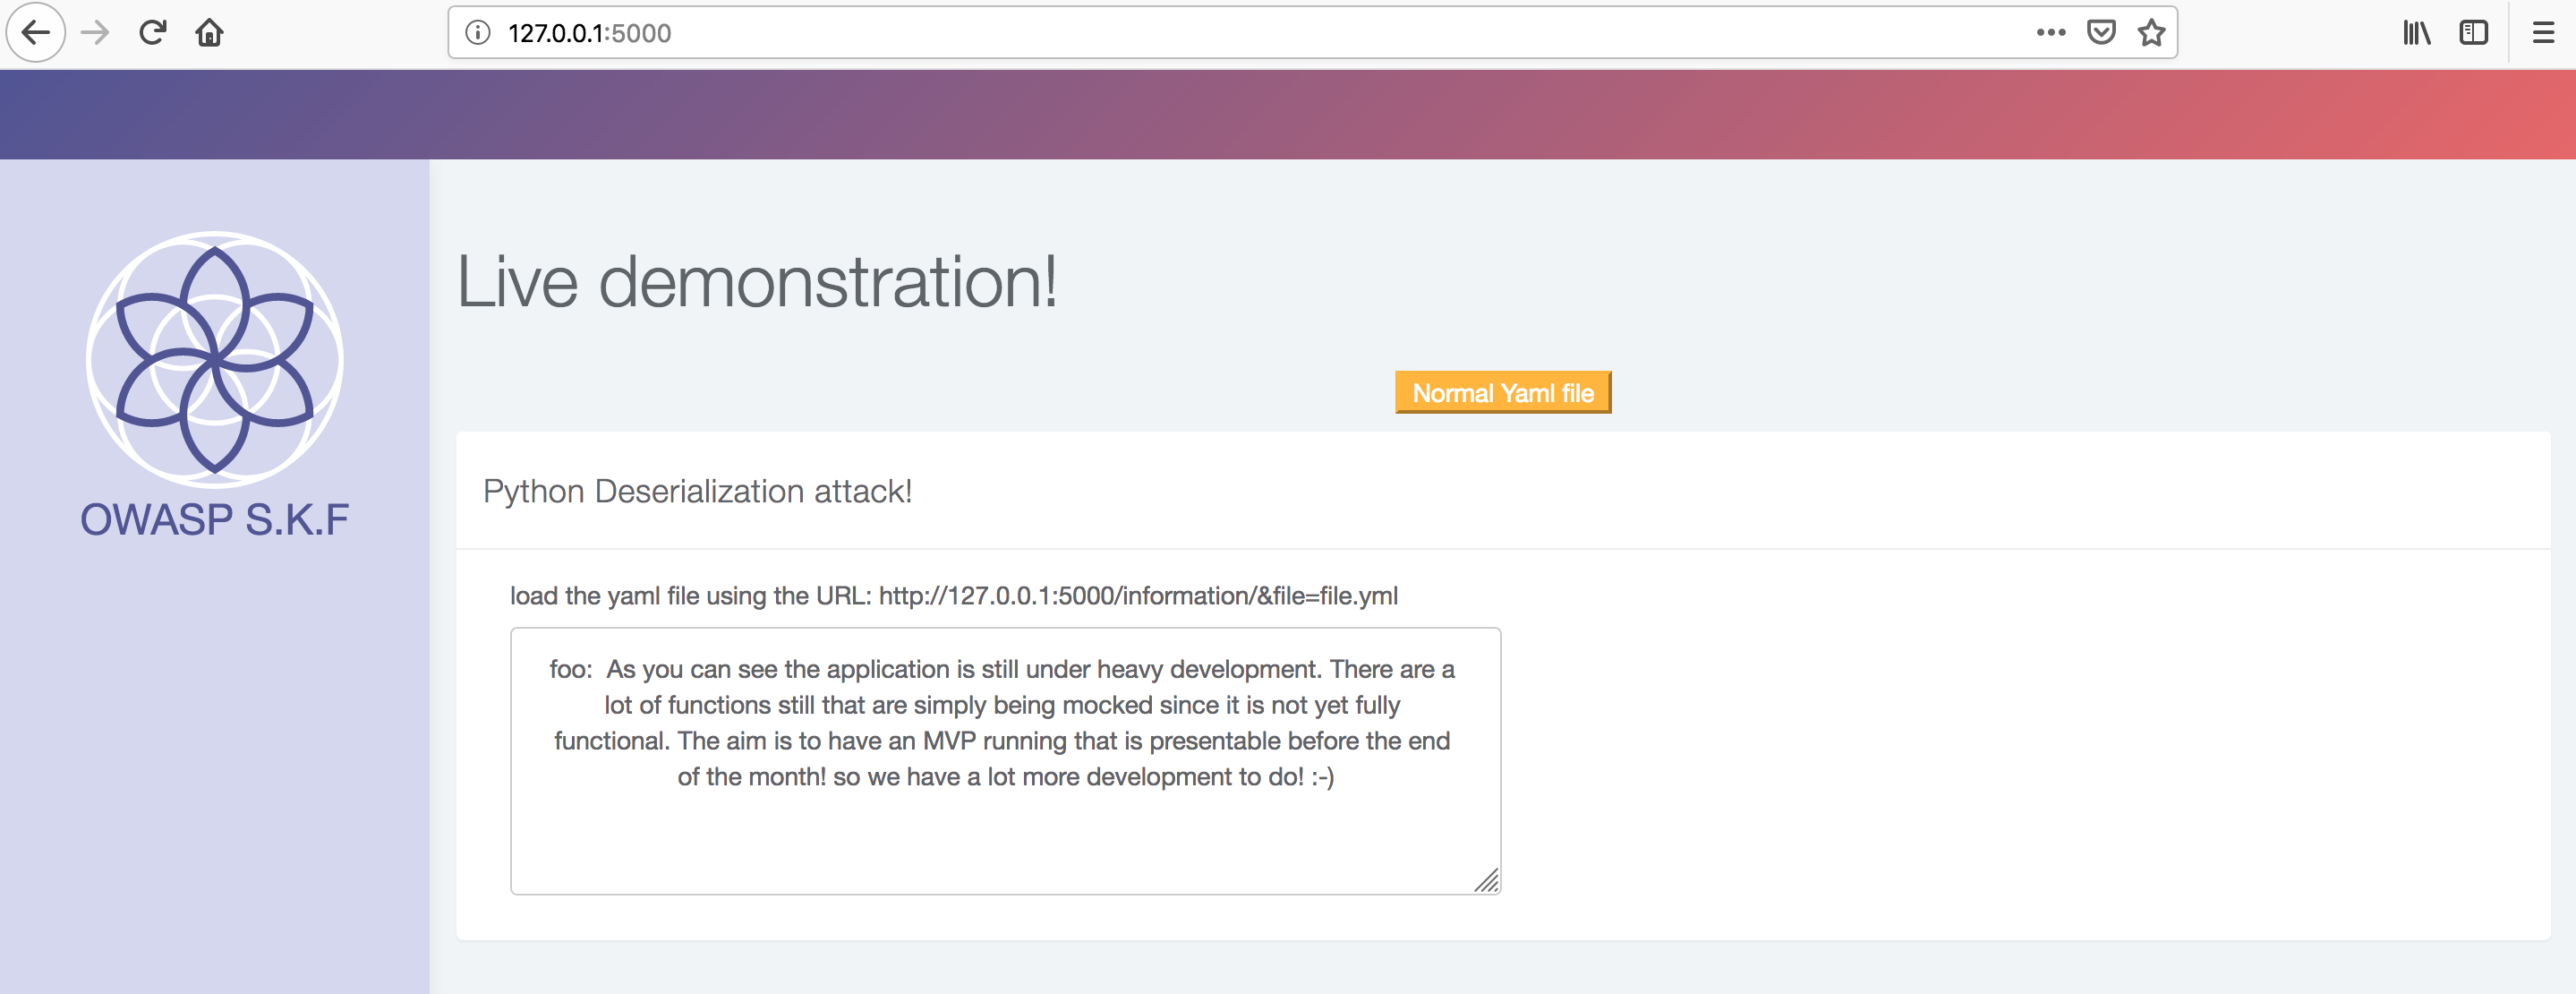 127.0.0.1:5000
OWASP S.K.F
Live demonstration!
Normal Yaml file
Python Deserialization attack!
load the yaml file using the URL: http://127.0.0.1:5000/information/&file=file.yml
foo:  As you can see the application is still under heavy development. There are a
lot of functions still that are simply being mocked since it is not yet fully
functional. The aim is to have an MVP running that is presentable before the end
of the month! so we have a lot more development to do! :-)